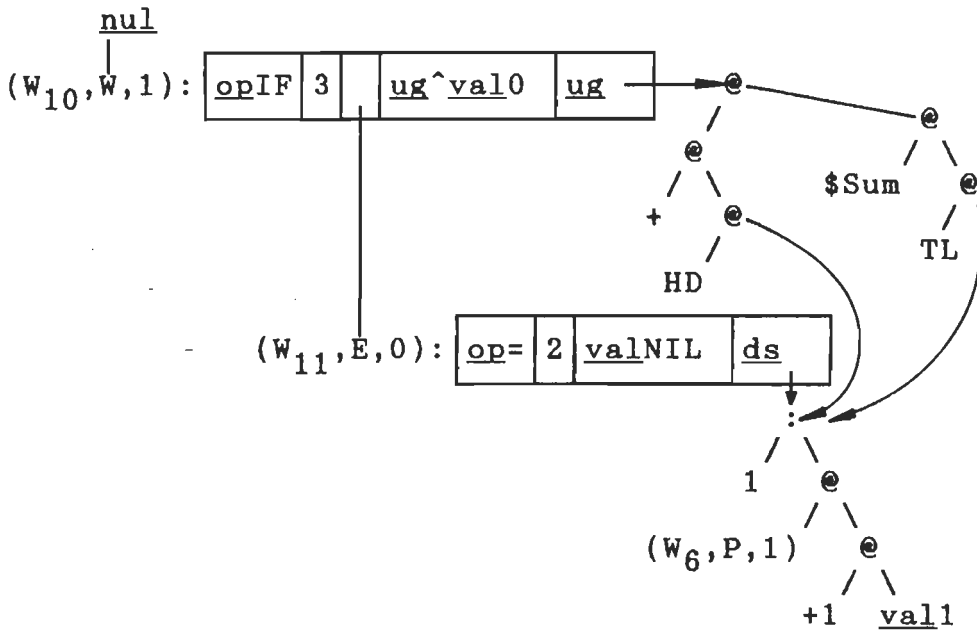 nul
(W10,W,1): opIF 3 ug^val0 ug @
@
@ $Sum @
+ @ TL
HD
(W11,E,0): op= 2 valNIL ds
:
1 @
(W6,P,1) @
+1 val1